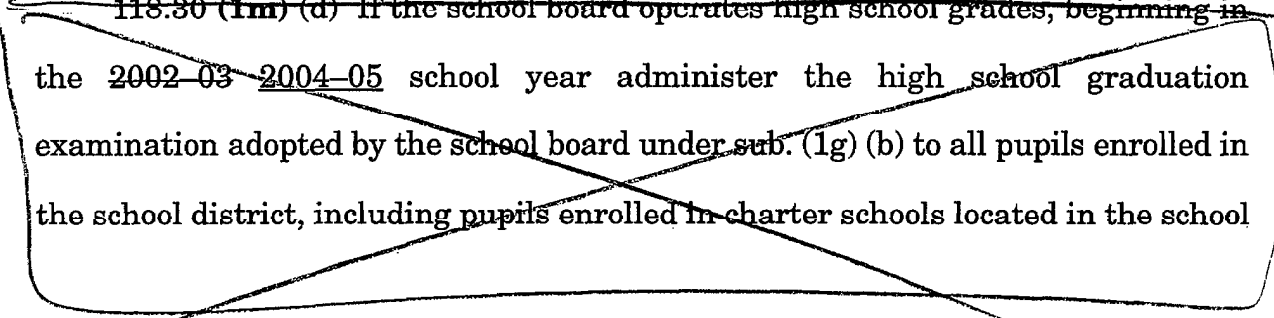 118.30 (1m) (d) If the school board operates high school grades, beginning in
the 2002–03 2004–05 school year administer the high school graduation
examination adopted by the school board under sub. (1g) (b) to all pupils enrolled in
the school district, including pupils enrolled in charter schools located in the school